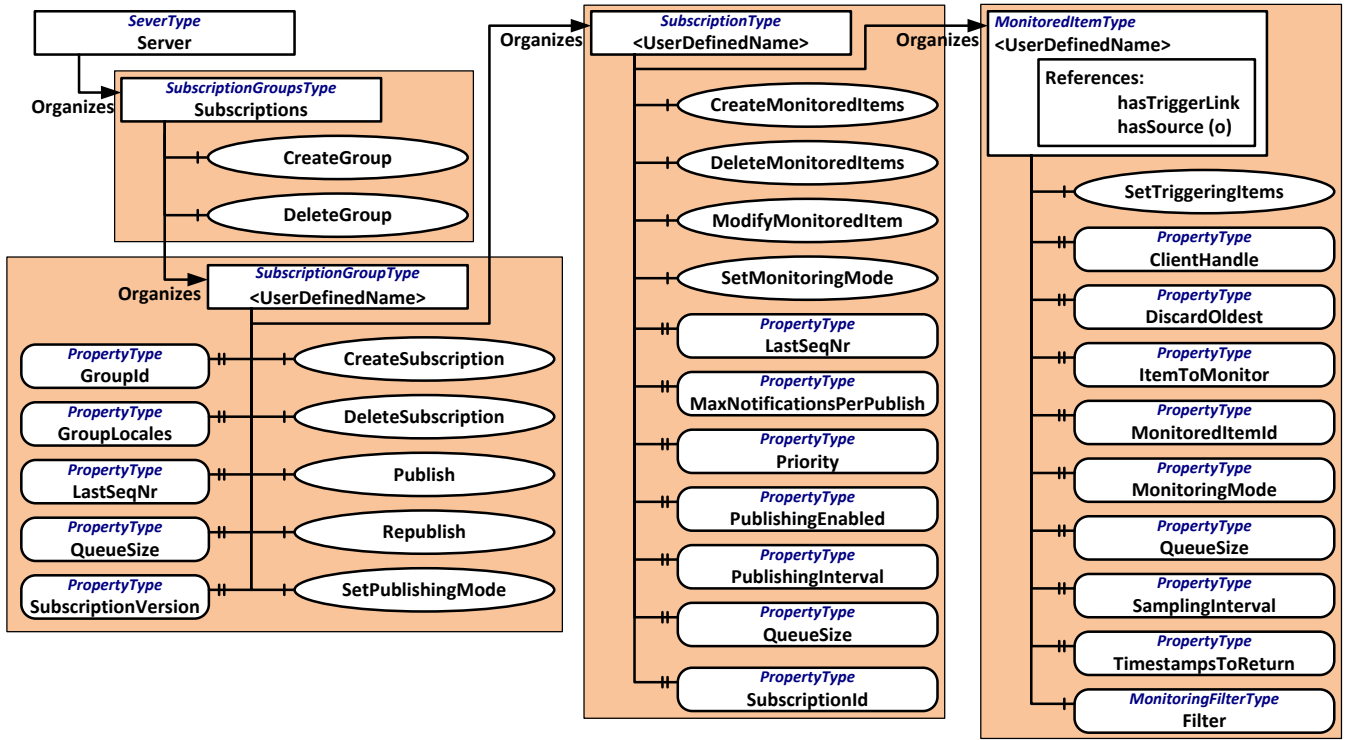 SeverType
Server
Organizes
SubscriptionGroupsType
Subscriptions
CreateGroup
DeleteGroup
Organizes
SubscriptionGroupType
<UserDefinedName>
PropertyType
GroupId
PropertyType
GroupLocales
PropertyType
LastSeqNr
PropertyType
QueueSize
PropertyType
SubscriptionVersion
CreateSubscription
DeleteSubscription
Publish
Republish
SetPublishingMode
Organizes
SubscriptionType
<UserDefinedName>
CreateMonitoredItems
DeleteMonitoredItems
ModifyMonitoredItem
SetMonitoringMode
PropertyType
LastSeqNr
PropertyType
MaxNotificationsPerPublish
PropertyType
Priority
PropertyType
PublishingEnabled
PropertyType
PublishingInterval
PropertyType
QueueSize
PropertyType
SubscriptionId
Organizes
MonitoredItemType
<UserDefinedName>
References:
hasTriggerLink
hasSource (o)
SetTriggeringItems
PropertyType
ClientHandle
PropertyType
DiscardOldest
PropertyType
ItemToMonitor
PropertyType
MonitoredItemId
PropertyType
MonitoringMode
PropertyType
QueueSize
PropertyType
SamplingInterval
PropertyType
TimestampsToReturn
MonitoringFilterType
Filter